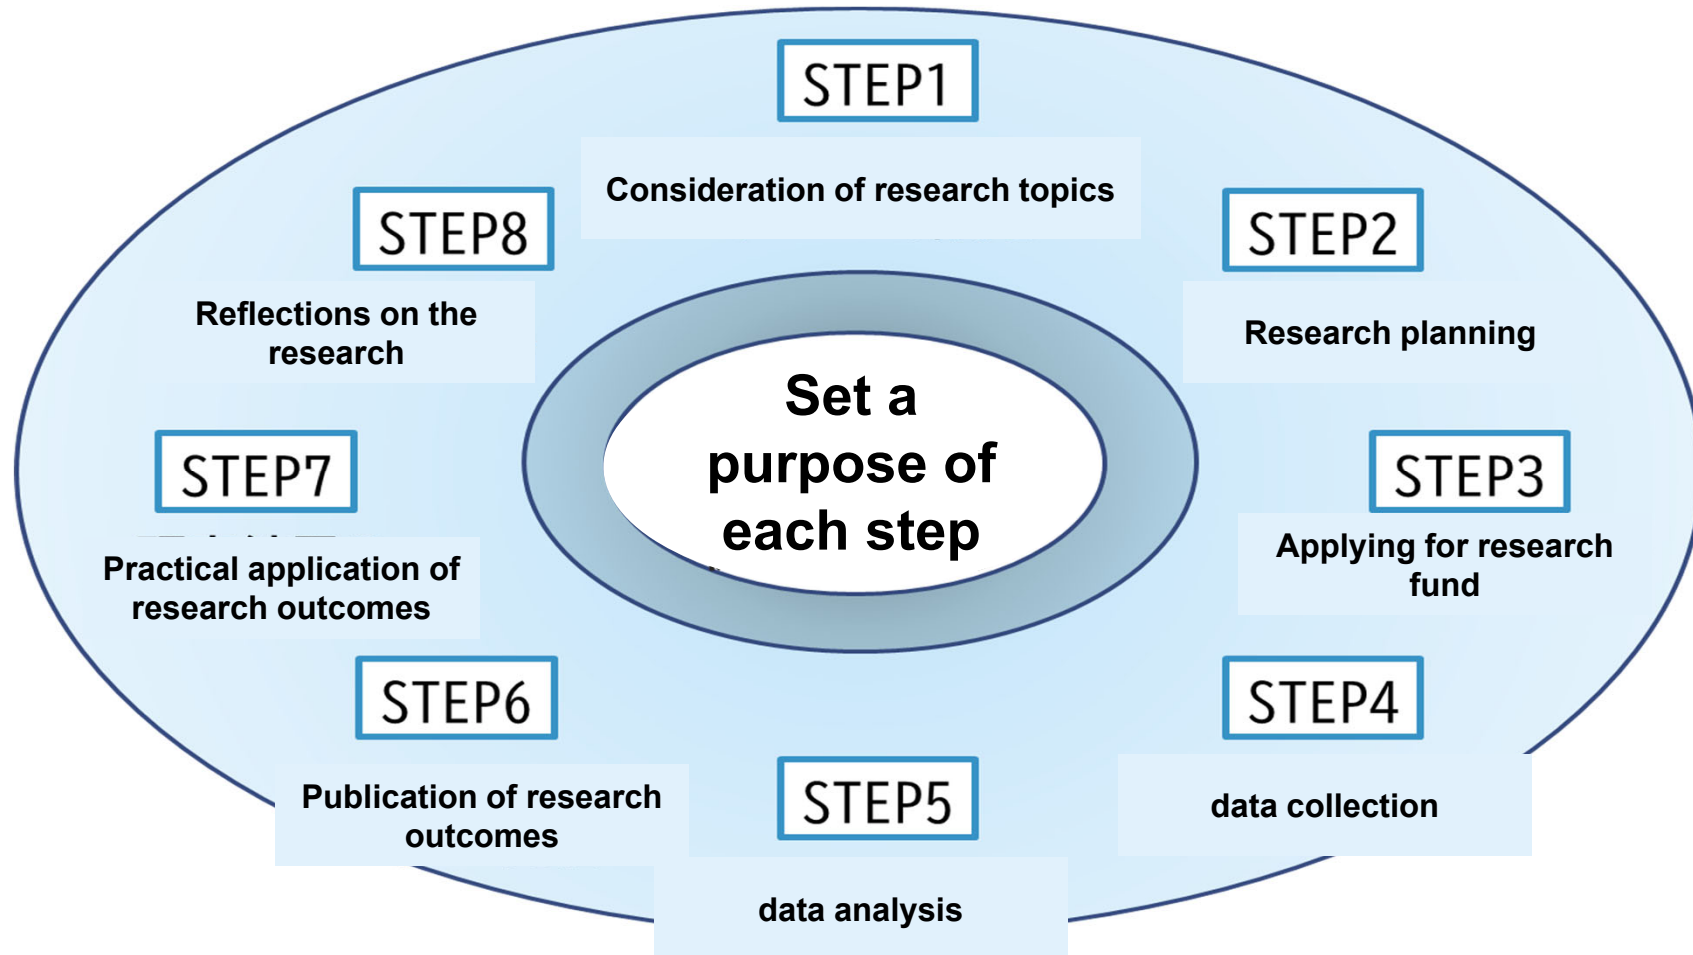 STEP1
Consideration of research topics
STEP2
Research planning
STEP3
Applying for research
fund
STEP4
data collection
STEP5
data analysis
STEP6
Publication of research
outcomes
STEP7
Practical application of
research outcomes
STEP8
Reflections on the
research
Set a
purpose of
each step